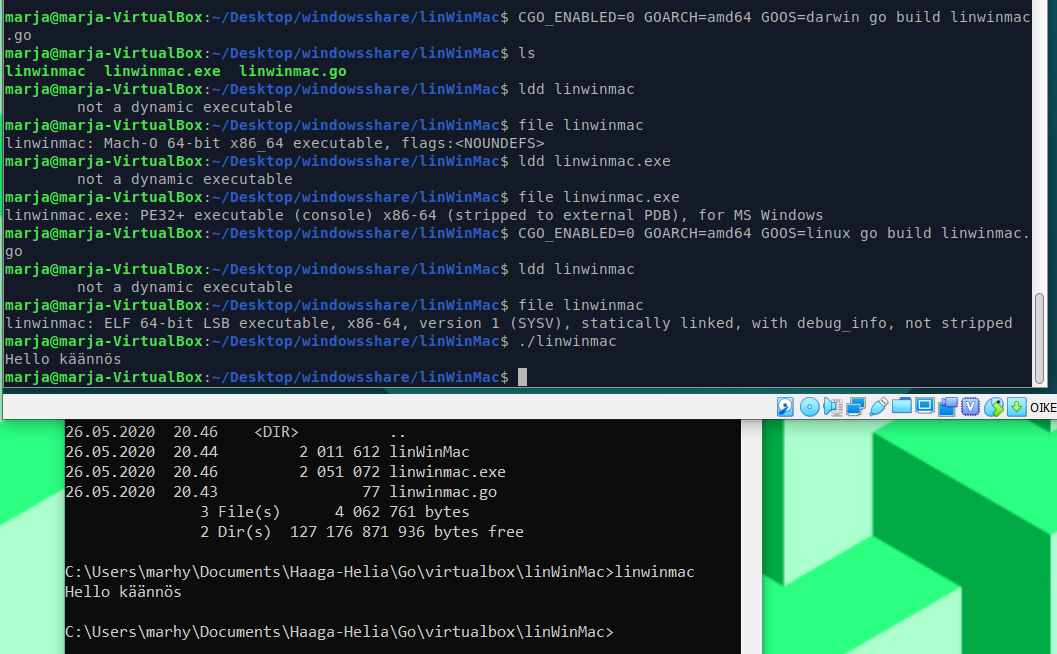 marja@marja-VirtualBox:~/Desktop/windowsshare/linWinMac$ CGO_ENABLED=0 GOARCH=amd64 GOOS=darwin go build linwinmac
.go
marja@marja-VirtualBox:~/Desktop/windowsshare/linWinMac$ ls
linwinmac  linwinmac.exe  linwinmac.go
marja@marja-VirtualBox:~/Desktop/windowsshare/linWinMac$ ldd linwinmac
        not a dynamic executable
marja@marja-VirtualBox:~/Desktop/windowsshare/linWinMac$ file linwinmac
linwinmac: Mach-O 64-bit x86_64 executable, flags:<NOUNDEFS>
marja@marja-VirtualBox:~/Desktop/windowsshare/linWinMac$ ldd linwinmac.exe
        not a dynamic executable
marja@marja-VirtualBox:~/Desktop/windowsshare/linWinMac$ file linwinmac.exe
linwinmac.exe: PE32+ executable (console) x86-64 (stripped to external PDB), for MS Windows
marja@marja-VirtualBox:~/Desktop/windowsshare/linWinMac$ CGO_ENABLED=0 GOARCH=amd64 GOOS=linux go build linwinmac.
go
marja@marja-VirtualBox:~/Desktop/windowsshare/linWinMac$ ldd linwinmac
        not a dynamic executable
marja@marja-VirtualBox:~/Desktop/windowsshare/linWinMac$ file linwinmac
linwinmac: ELF 64-bit LSB executable, x86-64, version 1 (SYSV), statically linked, with debug_info, not stripped
marja@marja-VirtualBox:~/Desktop/windowsshare/linWinMac$ ./linwinmac
Hello käännös
marja@marja-VirtualBox:~/Desktop/windowsshare/linWinMac$
OIKE
26.05.2020  20.46    <DIR>          ..
26.05.2020  20.44         2 011 612 linWinMac
26.05.2020  20.46         2 051 072 linwinmac.exe
26.05.2020  20.43                77 linwinmac.go
               3 File(s)      4 062 761 bytes
               2 Dir(s)  127 176 871 936 bytes free
C:\Users\marhy\Documents\Haaga-Helia\Go\virtualbox\linWinMac>linwinmac
Hello käännös
C:\Users\marhy\Documents\Haaga-Helia\Go\virtualbox\linWinMac>